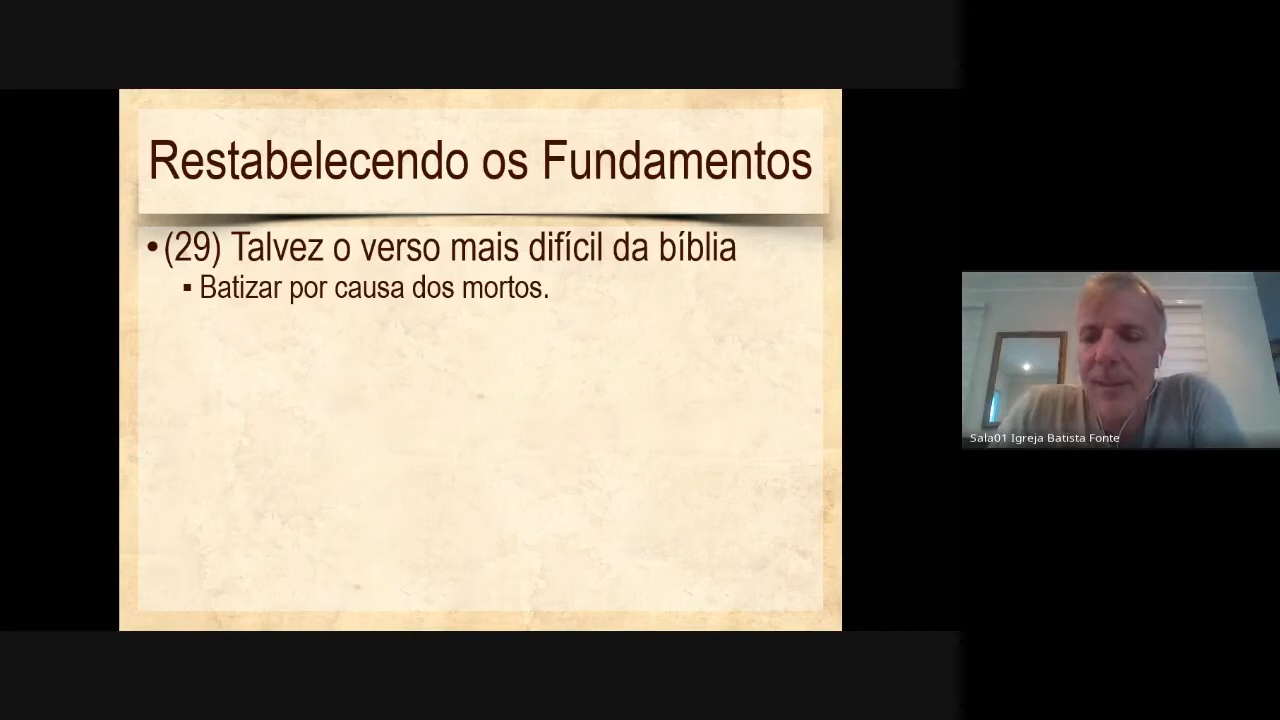 Restabelecendo os Fundamentos
•(29) Talvez o verso mais difícil da bíblia
▪ Batizar por causa dos mortos.
Sala01 Igreja Batista Fonte